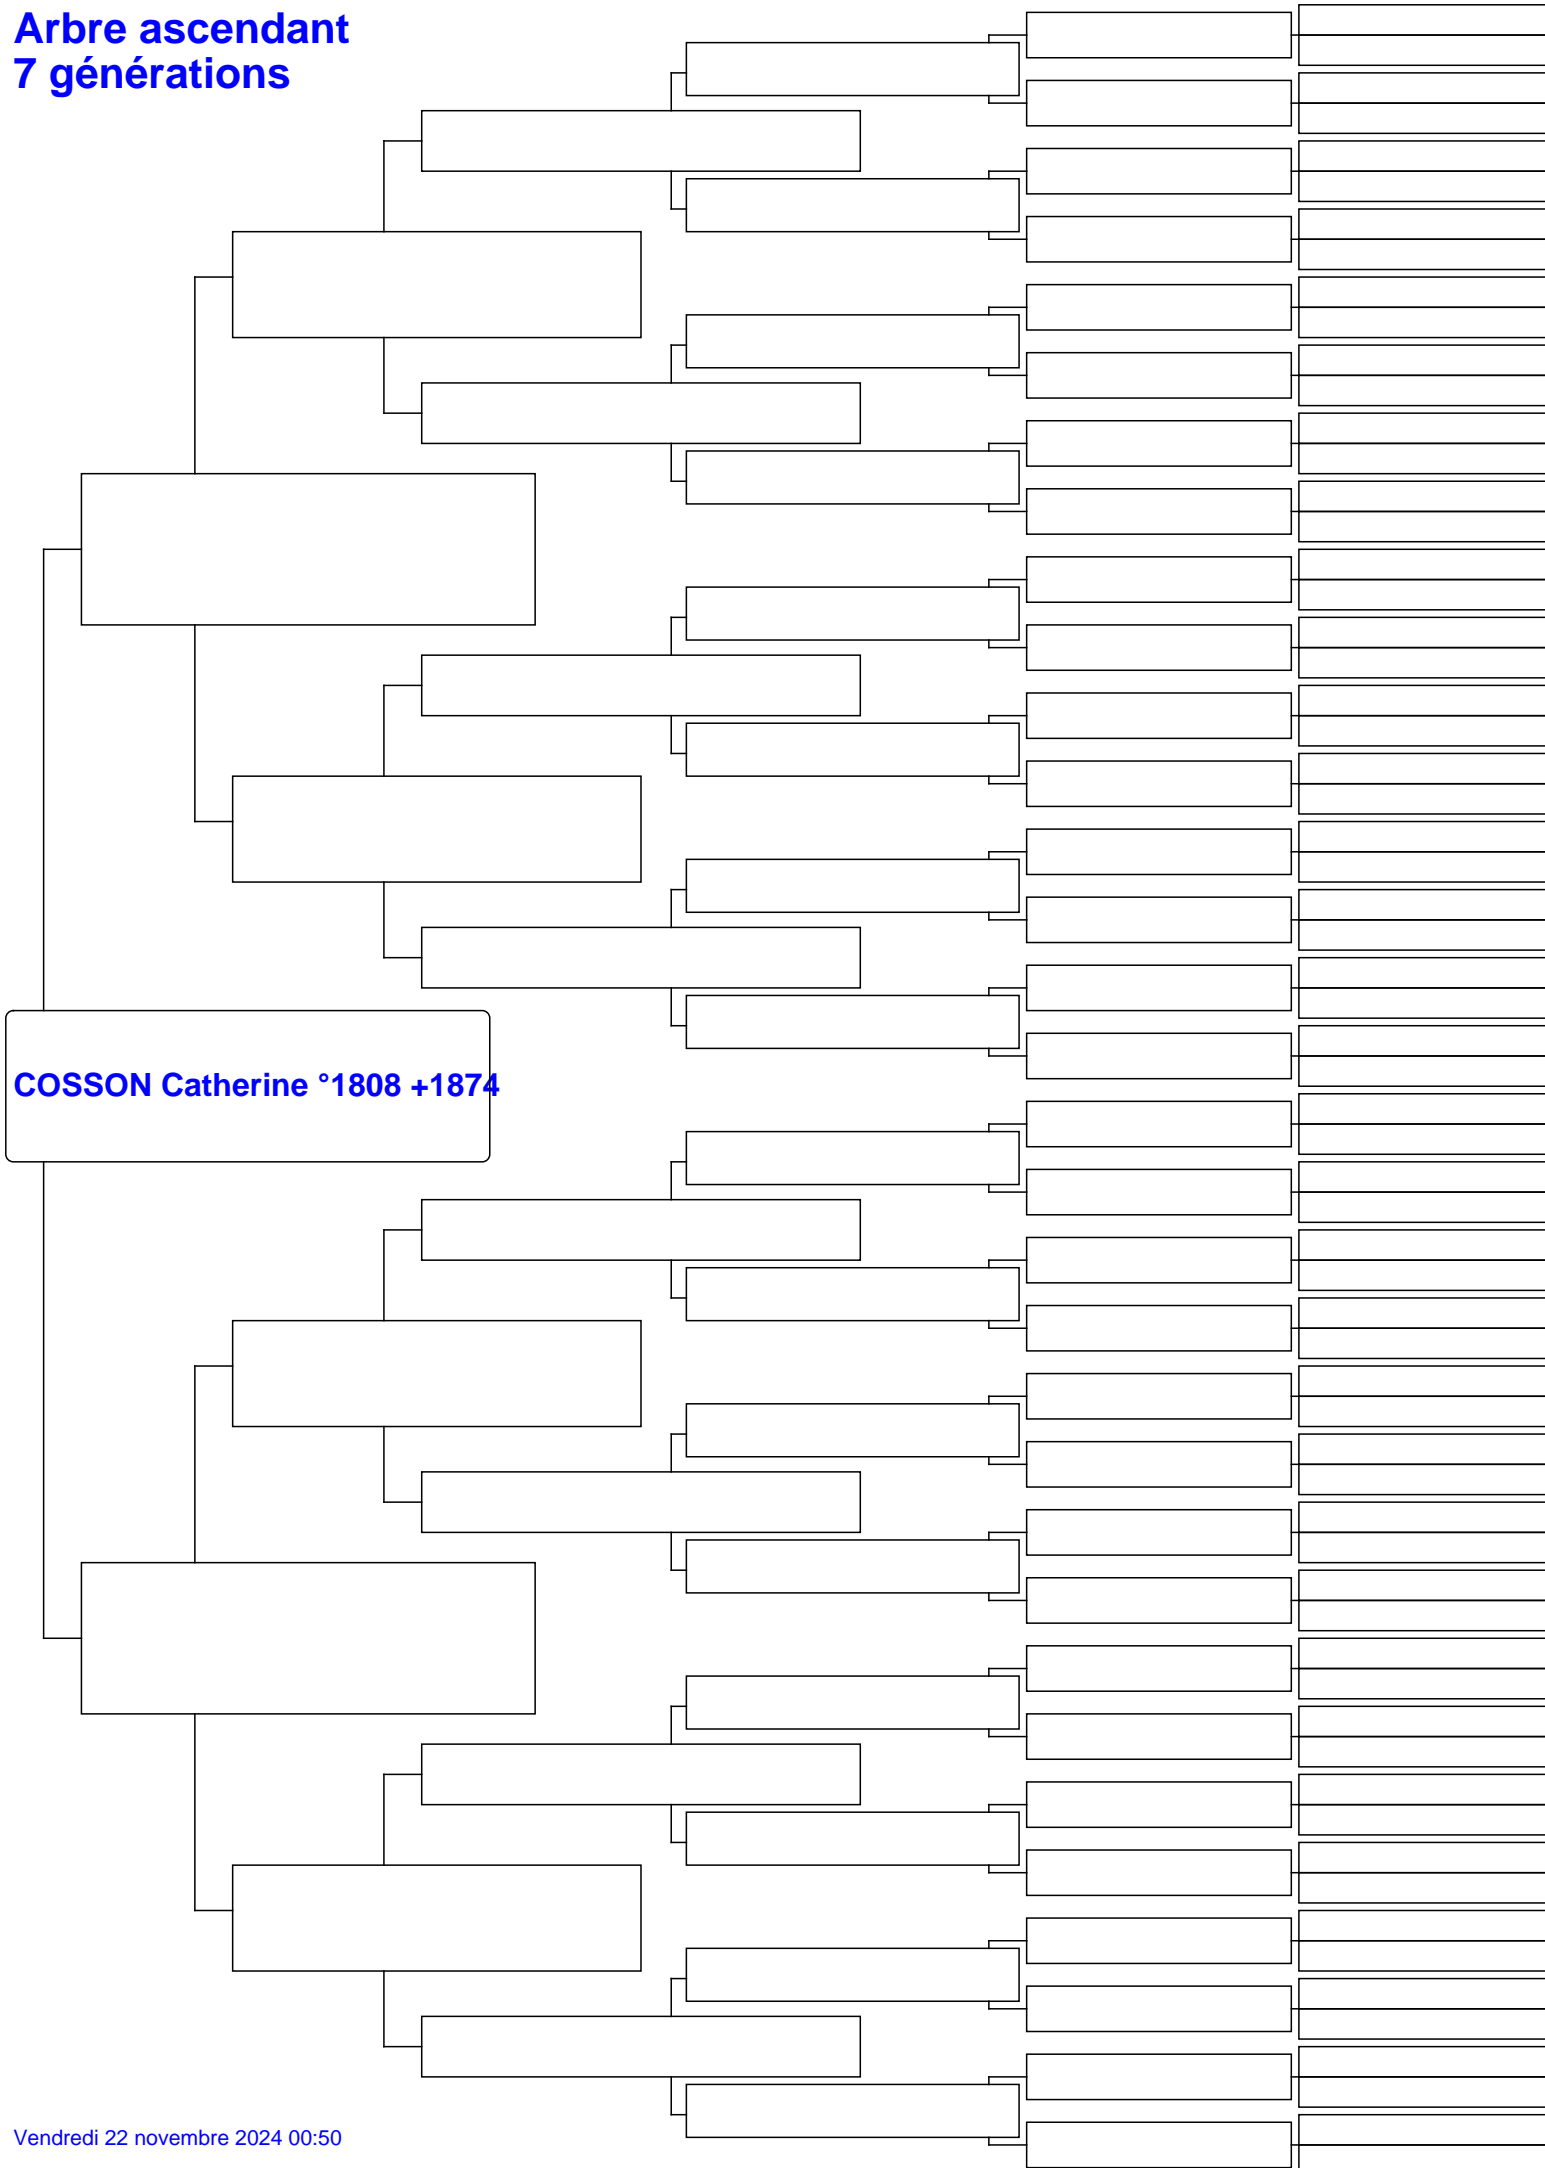 Arbre ascendant
7 générations
COSSON Catherine °1808 +1874
Vendredi 22 novembre 2024 00:50